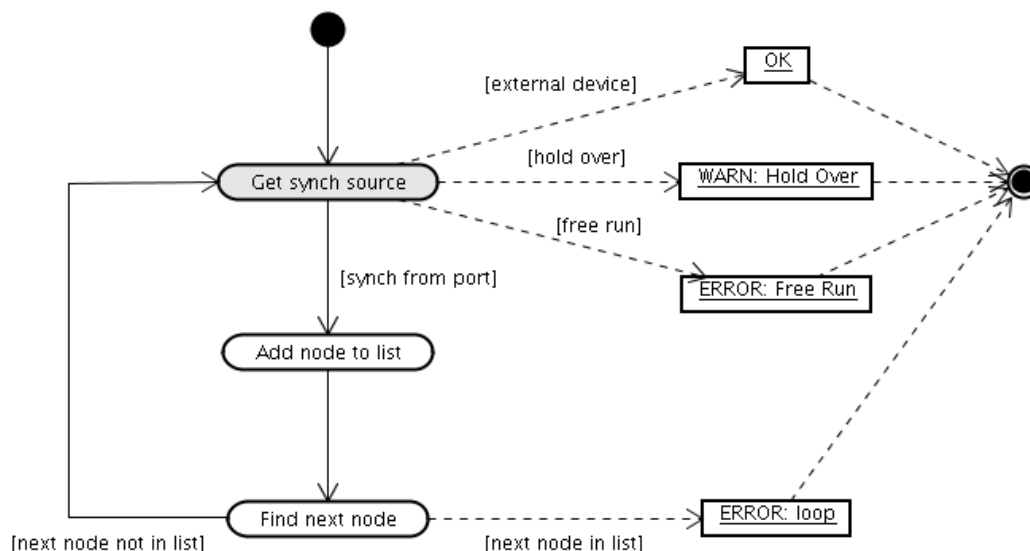 OK
[external device]
[hold over]
Get synch source
WARN: Hold Over
[free run]
[synch from port]
ERROR: Free Run
Add node to list
Find next node
ERROR: loop
[next node not in list]
[next node in list]